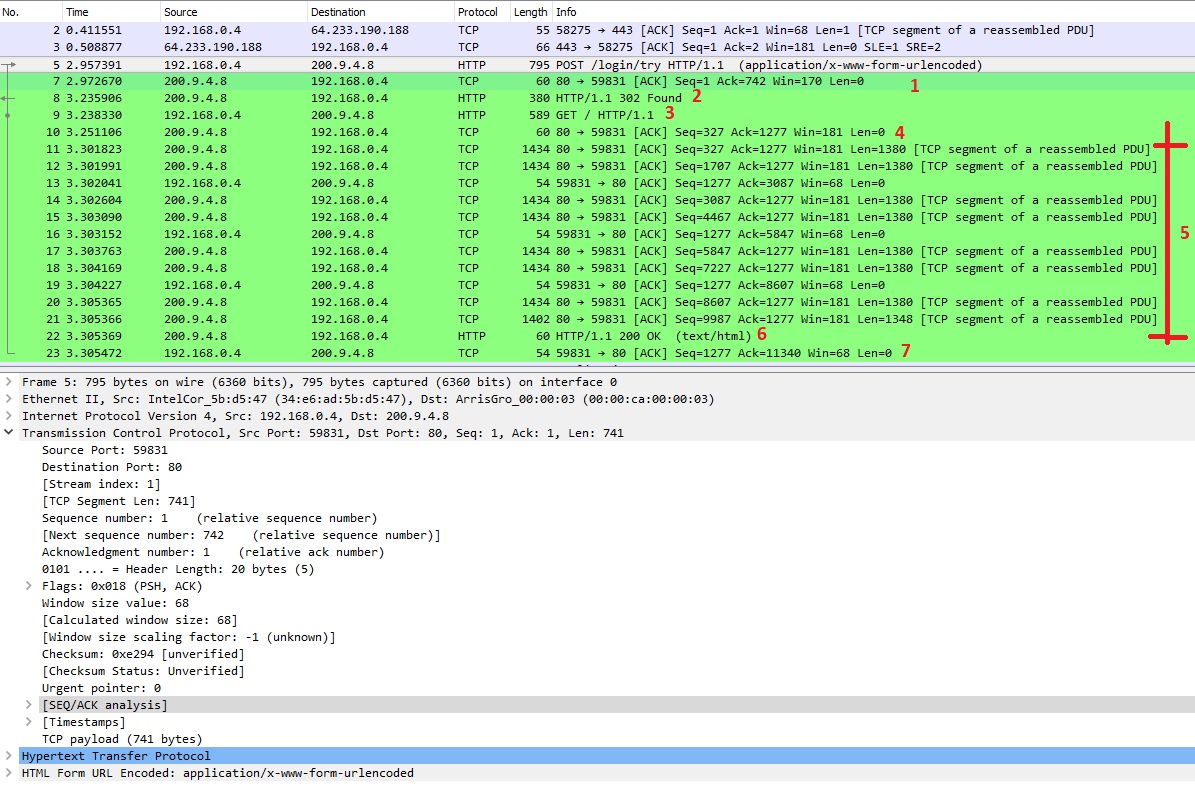 No. Time Source Destination Protocol Length Info
2 0.411551 192.168.0.4 64.233.190.188 TCP 55 58275 → 443 [ACK] Seq=1 Ack=1 Win=68 Len=1 [TCP segment of a reassembled PDU]
3 0.508877 64.233.190.188 192.168.0.4 TCP 66 443 → 58275 [ACK] Seq=1 Ack=2 Win=181 Len=0 SLE=1 SRE=2
5 2.957391 192.168.0.4 200.9.4.8 HTTP 795 POST /login/try HTTP/1.1 (application/x-www-form-urlencoded)
7 2.972670 200.9.4.8 192.168.0.4 TCP 60 80 → 59831 [ACK] Seq=1 Ack=742 Win=170 Len=0 1
8 3.235906 200.9.4.8 192.168.0.4 HTTP 380 HTTP/1.1 302 Found 2
9 3.238330 192.168.0.4 200.9.4.8 HTTP 589 GET / HTTP/1.1 3
10 3.251106 200.9.4.8 192.168.0.4 TCP 60 80 → 59831 [ACK] Seq=327 Ack=1277 Win=181 Len=0 4
11 3.301823 200.9.4.8 192.168.0.4 TCP 1434 80 → 59831 [ACK] Seq=327 Ack=1277 Win=181 Len=1380 [TCP segment of a reassembled PDU]
12 3.301991 200.9.4.8 192.168.0.4 TCP 1434 80 → 59831 [ACK] Seq=1707 Ack=1277 Win=181 Len=1380 [TCP segment of a reassembled PDU]
13 3.302041 192.168.0.4 200.9.4.8 TCP 54 59831 → 80 [ACK] Seq=1277 Ack=3087 Win=68 Len=0
14 3.302604 200.9.4.8 192.168.0.4 TCP 1434 80 → 59831 [ACK] Seq=3087 Ack=1277 Win=181 Len=1380 [TCP segment of a reassembled PDU]
15 3.303090 200.9.4.8 192.168.0.4 TCP 1434 80 → 59831 [ACK] Seq=4467 Ack=1277 Win=181 Len=1380 [TCP segment of a reassembled PDU]
16 3.303152 192.168.0.4 200.9.4.8 TCP 54 59831 → 80 [ACK] Seq=1277 Ack=5847 Win=68 Len=0 5
17 3.303763 200.9.4.8 192.168.0.4 TCP 1434 80 → 59831 [ACK] Seq=5847 Ack=1277 Win=181 Len=1380 [TCP segment of a reassembled PDU]
18 3.304169 200.9.4.8 192.168.0.4 TCP 1434 80 → 59831 [ACK] Seq=7227 Ack=1277 Win=181 Len=1380 [TCP segment of a reassembled PDU]
19 3.304227 192.168.0.4 200.9.4.8 TCP 54 59831 → 80 [ACK] Seq=1277 Ack=8607 Win=68 Len=0
20 3.305365 200.9.4.8 192.168.0.4 TCP 1434 80 → 59831 [ACK] Seq=8607 Ack=1277 Win=181 Len=1380 [TCP segment of a reassembled PDU]
21 3.305366 200.9.4.8 192.168.0.4 TCP 1402 80 → 59831 [ACK] Seq=9987 Ack=1277 Win=181 Len=1348 [TCP segment of a reassembled PDU]
22 3.305369 200.9.4.8 192.168.0.4 HTTP 60 HTTP/1.1 200 OK (text/html) 6
23 3.305472 192.168.0.4 200.9.4.8 TCP 54 59831 → 80 [ACK] Seq=1277 Ack=11340 Win=68 Len=0 7
Frame 5: 795 bytes on wire (6360 bits), 795 bytes captured (6360 bits) on interface 0
Ethernet II, Src: IntelCor_5b:d5:47 (34:e6:ad:5b:d5:47), Dst: ArrisGro_00:00:03 (00:00:ca:00:00:03)
Internet Protocol Version 4, Src: 192.168.0.4, Dst: 200.9.4.8
Transmission Control Protocol, Src Port: 59831, Dst Port: 80, Seq: 1, Ack: 1, Len: 741
Source Port: 59831
Destination Port: 80
[Stream index: 1]
[TCP Segment Len: 741]
Sequence number: 1 (relative sequence number)
[Next sequence number: 742 (relative sequence number)]
Acknowledgment number: 1 (relative ack number)
0101 .... = Header Length: 20 bytes (5)
Flags: 0x018 (PSH, ACK)
Window size value: 68
[Calculated window size: 68]
[Window size scaling factor: -1 (unknown)]
Checksum: 0xe294 [unverified]
[Checksum Status: Unverified]
Urgent pointer: 0
[SEQ/ACK analysis]
[Timestamps]
TCP payload (741 bytes)
Hypertext Transfer Protocol
HTML Form URL Encoded: application/x-www-form-urlencoded